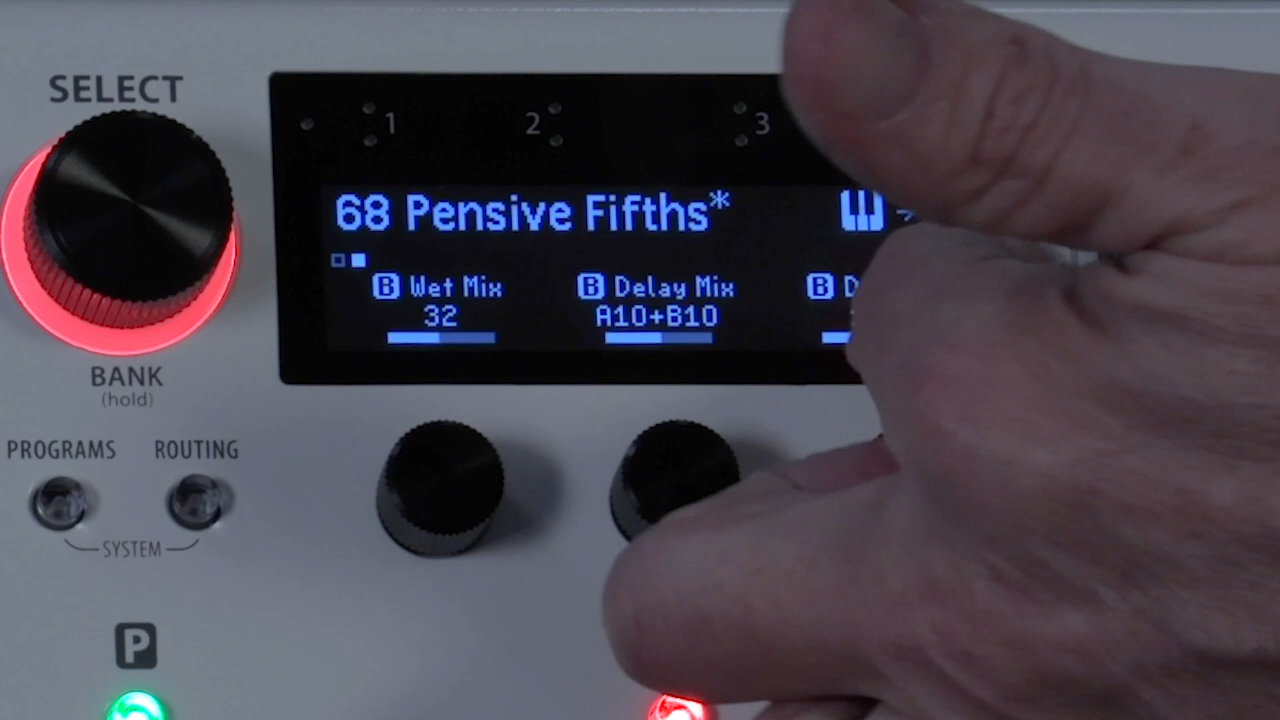 SELECT
1 2 3
68 Pensive Fifths*
B Wet Mix B Delay Mix B D
32 A10+B10
BANK
(hold)
PROGRAMS ROUTING
SYSTEM
P